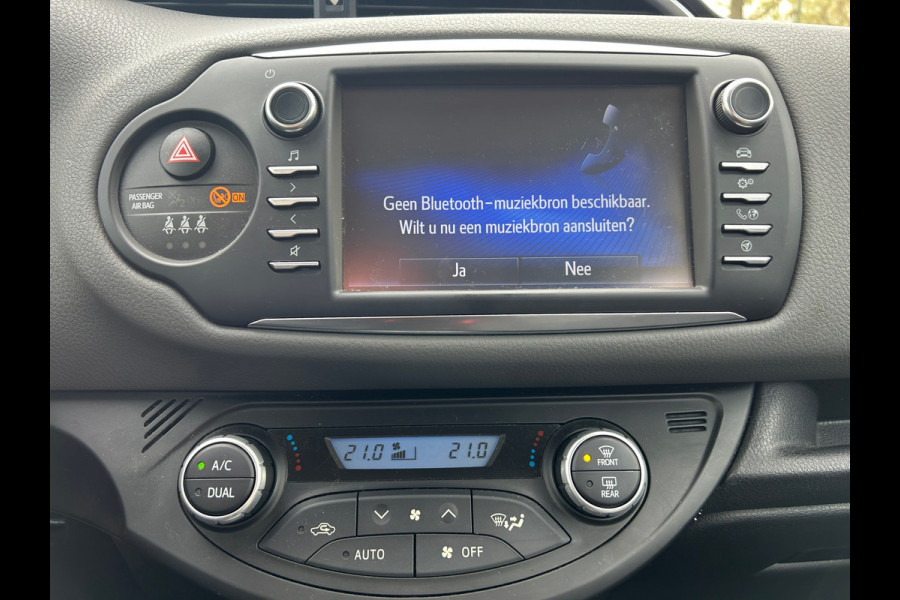 PASSENGER
AIR BAG
ON
Geen Bluetooth-muziekbron beschikbaar.
Wilt u nu een muziekbron aansluiten?
Ja
Nee
21.0
21.0
A/C
DUAL
FRONT
REAR
AUTO
OFF